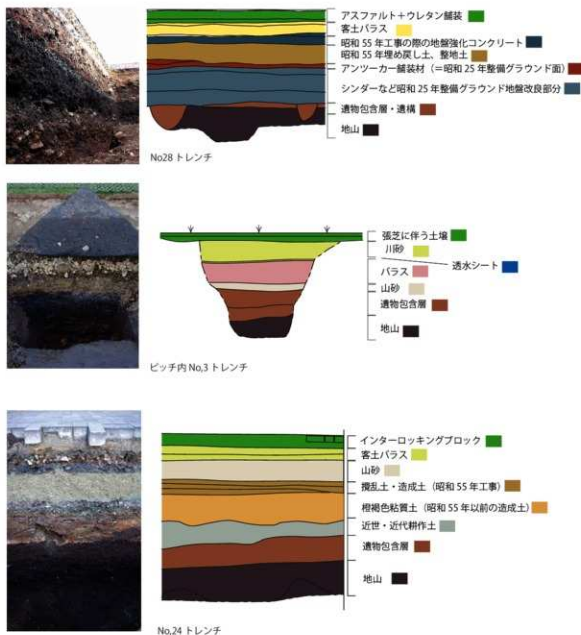 アスファルト+ウレタン舗装
客土バラス
昭和 55 年工事の際の地盤強化コンクリート
昭和 55 年埋め戻し土、整地土
アンツーカー舗装材（＝昭和 25 年整備グラウンド面）
シンダーなど昭和 25 年整備グラウンド地盤改良部分
遺物包含層・遺構
地山
No28 トレンチ
張芝に伴う土壌
川砂
透水シート
バラス
山砂
遺物包含層
地山
ピッチ内 No,3 トレンチ
インターロッキングブロック
客土バラス
山砂
攪乱土・造成土（昭和 55 年工事）
橙褐色粘質土（昭和 55 年以前の造成土）
近世・近代耕作土
遺物包含層
地山
No,24 トレンチ